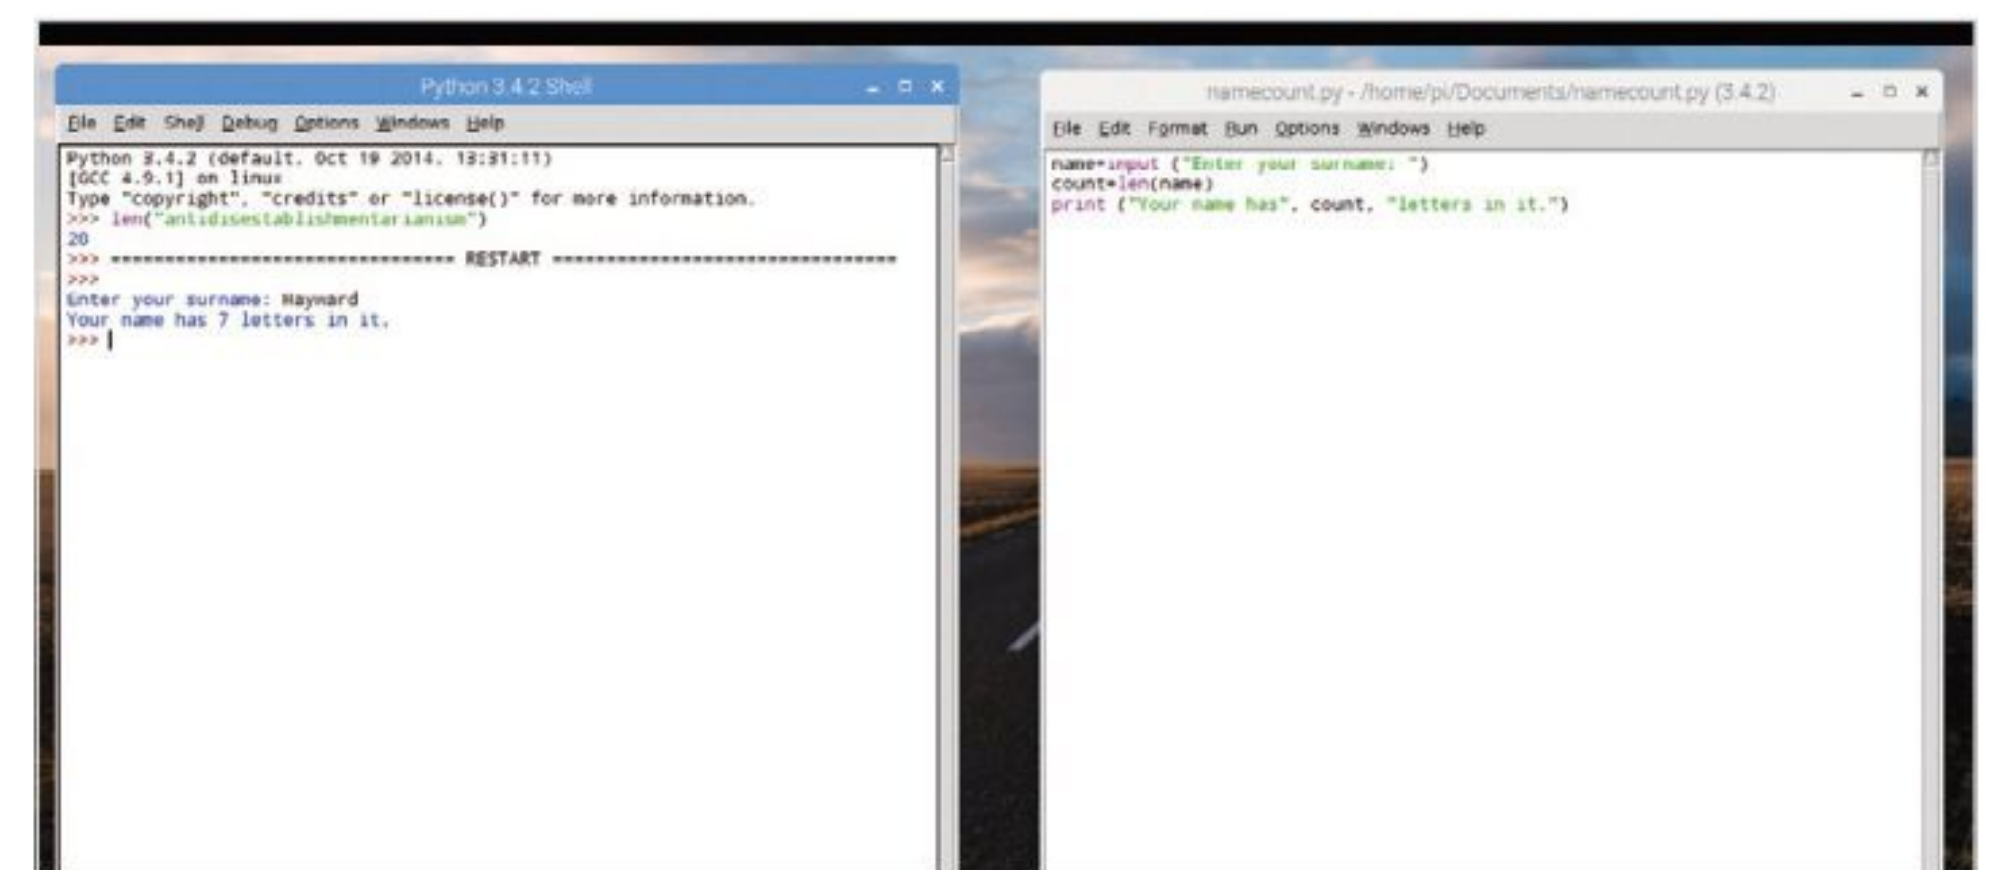 Python 3.4.2 Shell
File Edit Shell Debug Options Windows Help
Python 3.4.2 (default, Oct 19 2014, 13:31:11)
[GCC 4.9.1] on linux
Type "copyright", "credits" or "license()" for more information.
>>> len("antidisestablishmentarianism")
28
>>> ================================ RESTART ================================
>>>
Enter your surname: Hayward
Your name has 7 letters in it.
>>>
namecount.py - /home/pi/Documents/namecount.py (3.4.2)
File Edit Format Run Options Windows Help
name=input ("Enter your surname: ")
count=len(name)
print ("Your name has", count, "letters in it.")